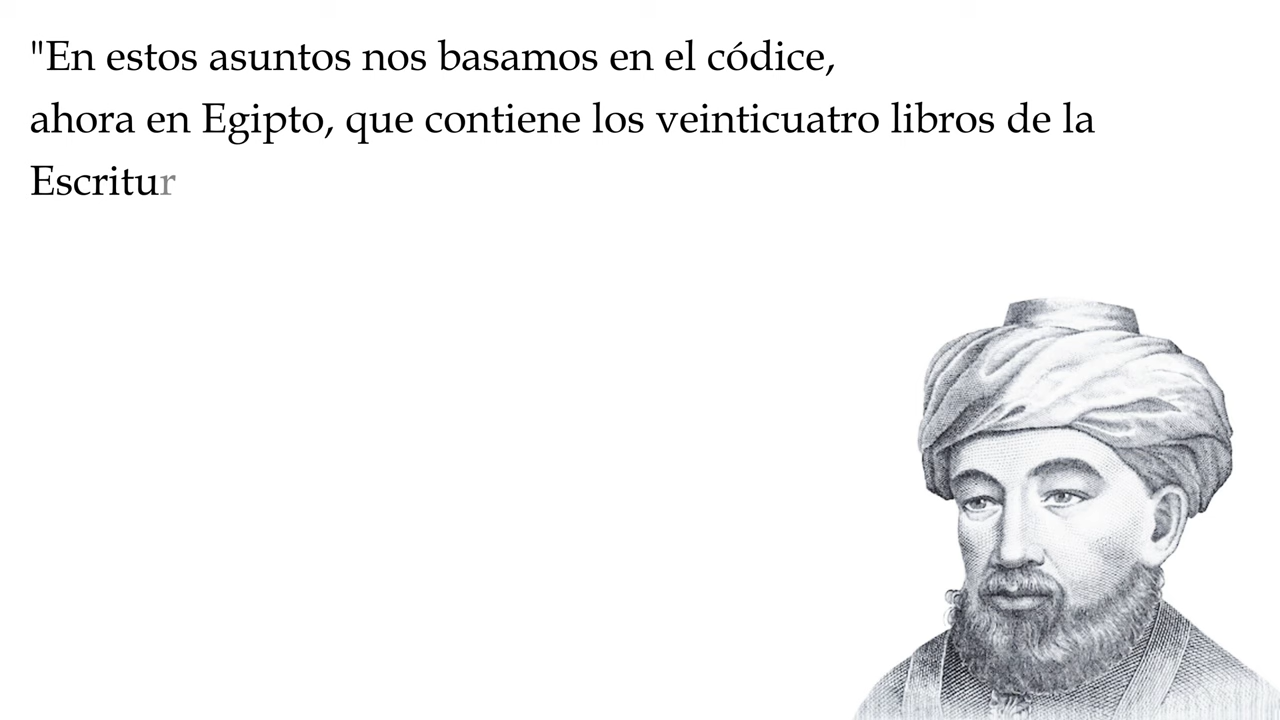 "En estos asuntos nos basamos en el códice,
ahora en Egipto, que contiene los veinticuatro libros de la
Escritur